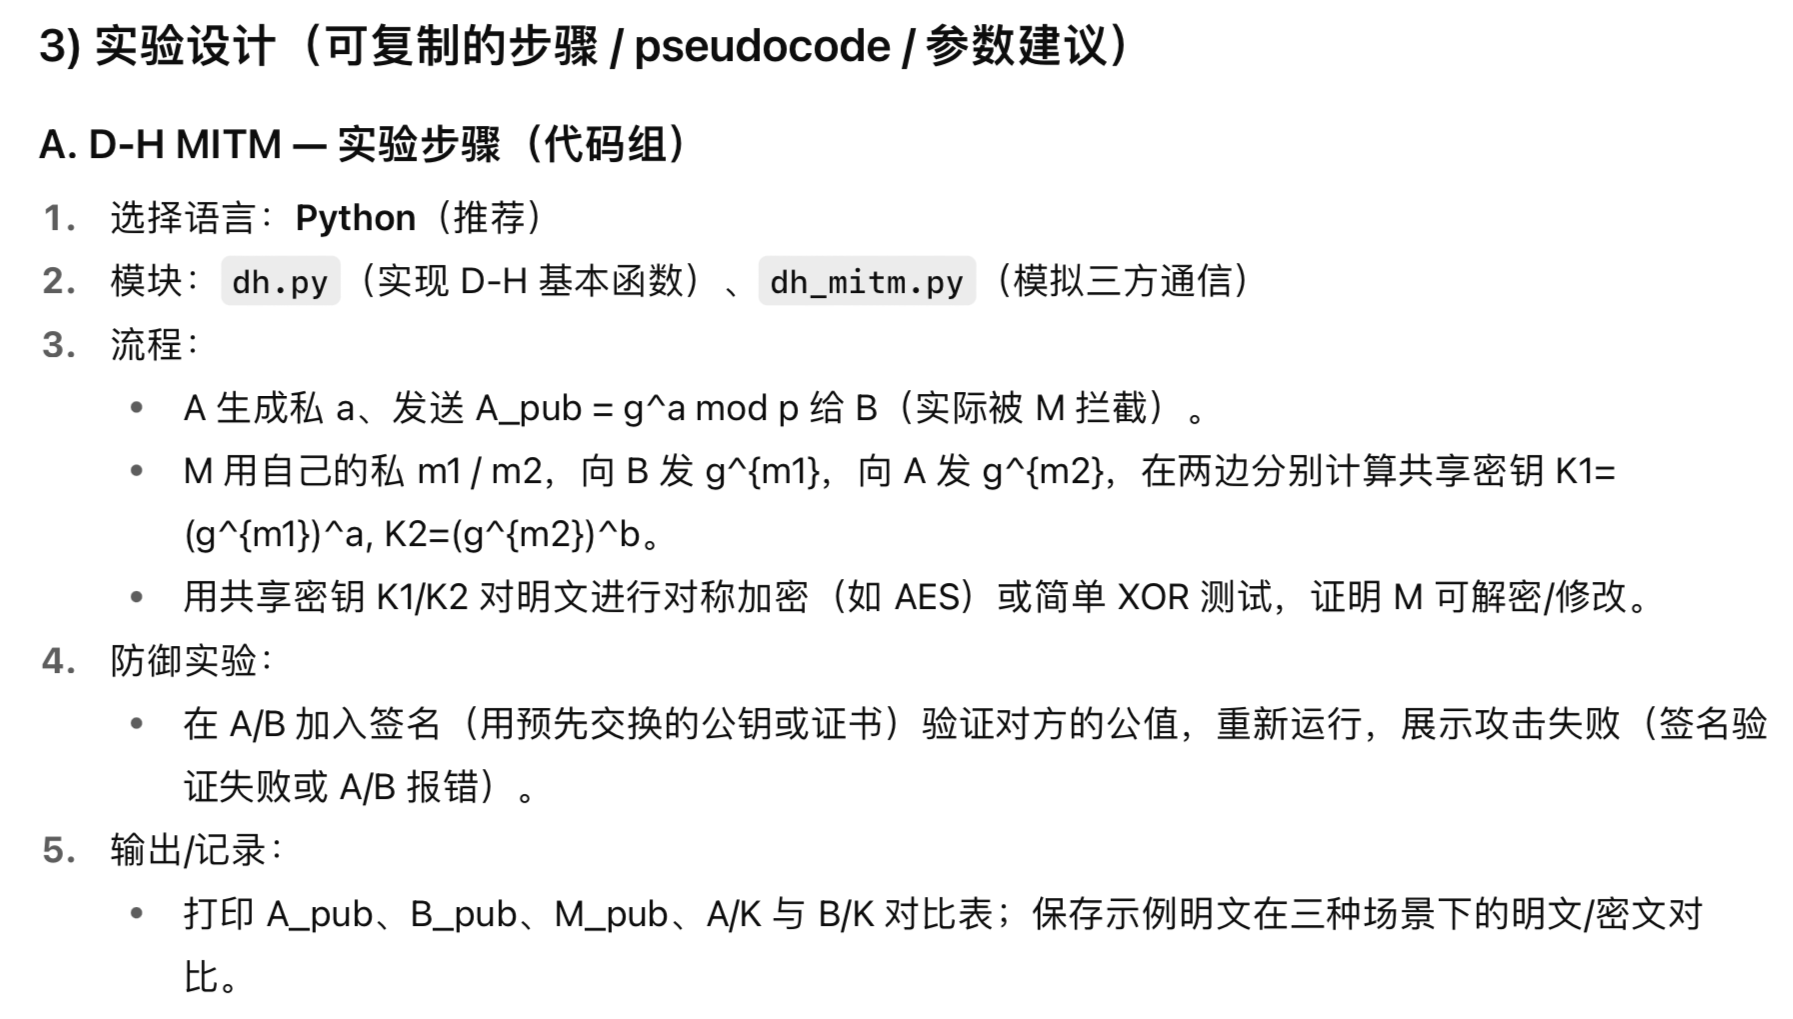 3) 实验设计（可复制的步骤 / pseudocode / 参数建议）
A. D-H MITM — 实验步骤（代码组）
1. 选择语言：Python（推荐）
2. 模块：dh.py（实现 D-H 基本函数）、dh_mitm.py（模拟三方通信）
3. 流程：
• A 生成私 a、发送 A_pub = g^a mod p 给 B（实际被 M 拦截）。
• M 用自己的私 m1 / m2，向 B 发 g^{m1}，向 A 发 g^{m2}，在两边分别计算共享密钥 K1=
(g^{m1})^a, K2=(g^{m2})^b。
• 用共享密钥 K1/K2 对明文进行对称加密（如 AES）或简单 XOR 测试，证明 M 可解密/修改。
4. 防御实验：
• 在 A/B 加入签名（用预先交换的公钥或证书）验证对方的公值，重新运行，展示攻击失败（签名验
证失败或 A/B 报错）。
5. 输出/记录：
• 打印 A_pub、B_pub、M_pub、A/K 与 B/K 对比表；保存示例明文在三种场景下的明文/密文对
比。